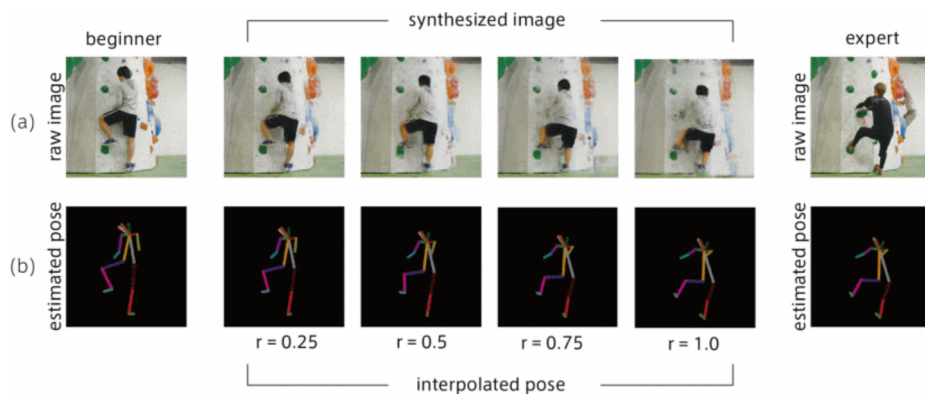 synthesized image
beginner
expert
(a)
raw image
raw image
(b)
estimated pose
estimated pose
r = 0.25
r = 0.5
r = 0.75
r = 1.0
interpolated pose